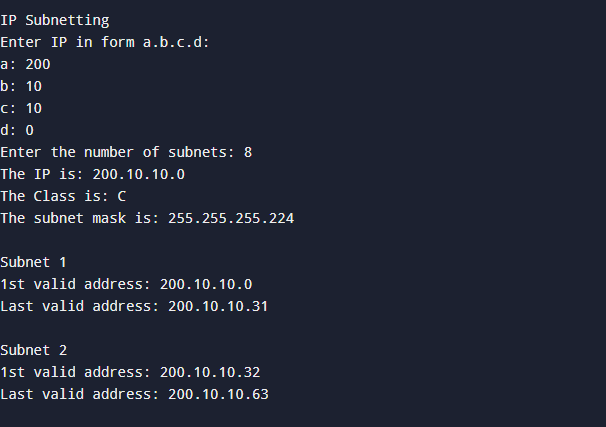 IP Subnetting
Enter IP in form a.b.c.d:
a: 200
b: 10
c: 10
d: 0
Enter the number of subnets: 8
The IP is: 200.10.10.0
The Class is: C
The subnet mask is: 255.255.255.224
Subnet 1
1st valid address: 200.10.10.0
Last valid address: 200.10.10.31
Subnet 2
1st valid address: 200.10.10.32
Last valid address: 200.10.10.63